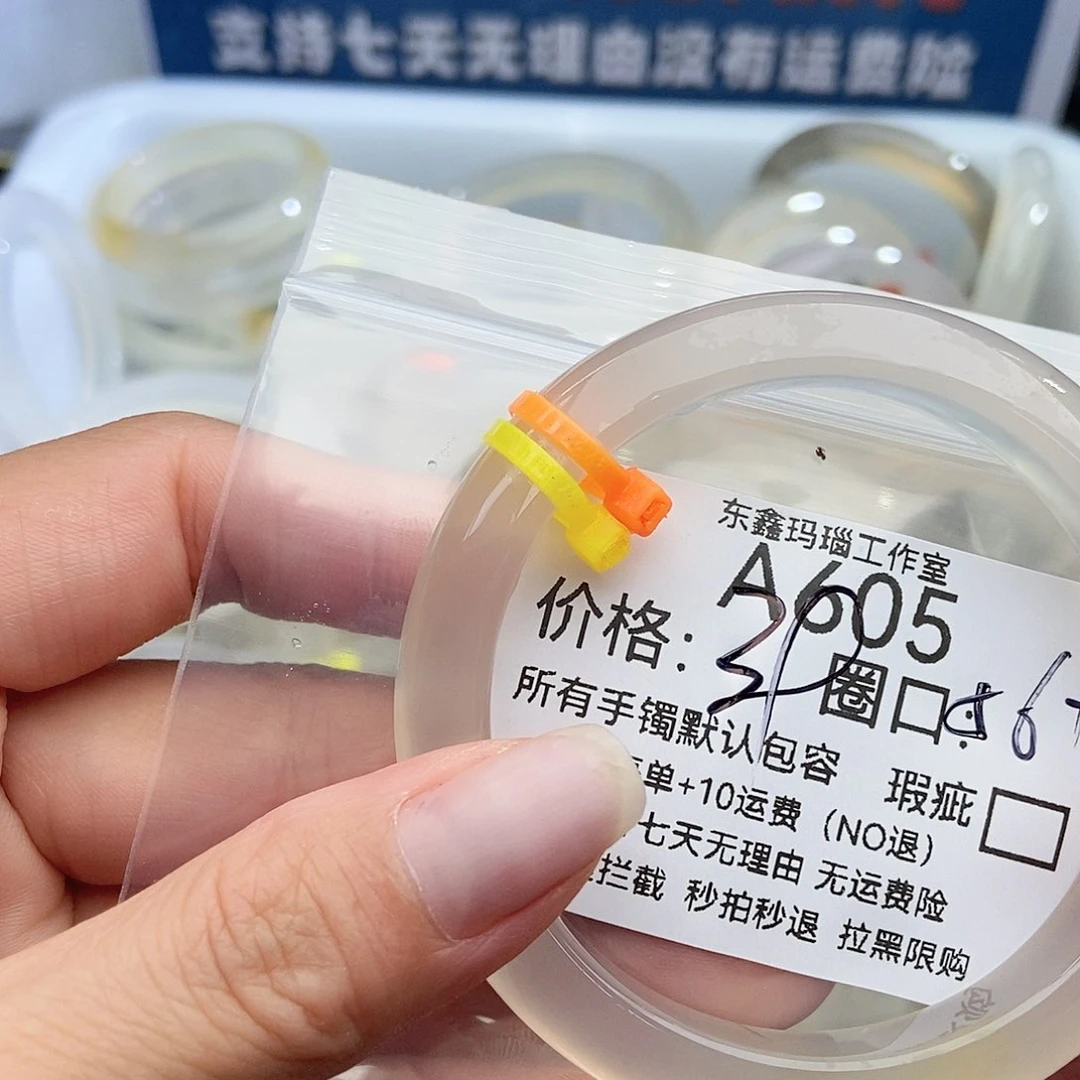 支持七天无理由没有运费险
东鑫玛瑙工作室
A605
价格：
圈口：56+
所有手镯默认包容 瑕疵
单+10运费（NO退）
七天无理由 无运费险
拦截 秒拍秒退 拉黑限购